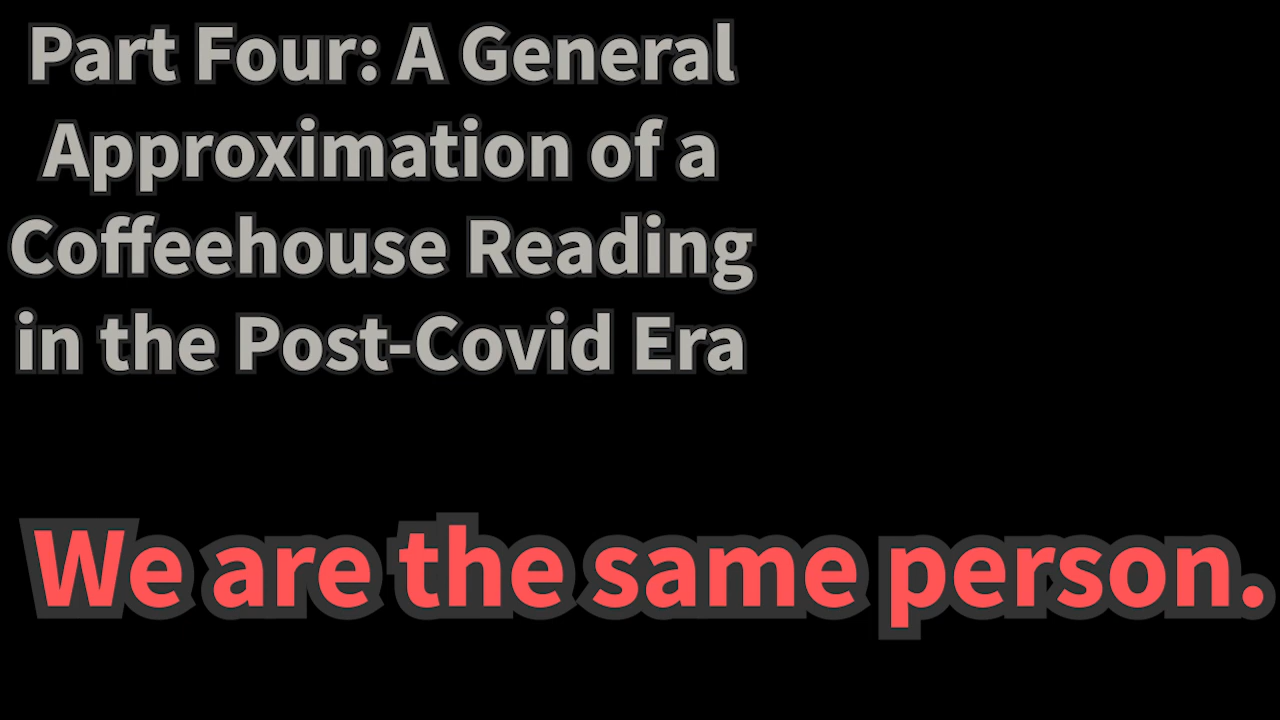 Part Four: A General
Approximation of a
Coffeehouse Reading
in the Post-Covid Era
We are the same person.